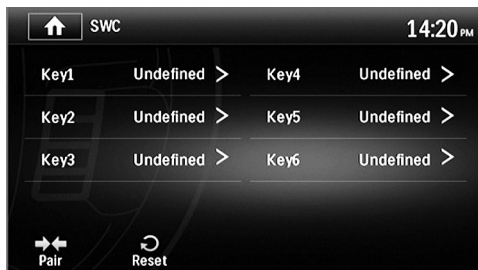 SWC 14:20 PM
Key1 Undefined > Key4 Undefined >
Key2 Undefined > Key5 Undefined >
Key3 Undefined > Key6 Undefined >
Pair Reset